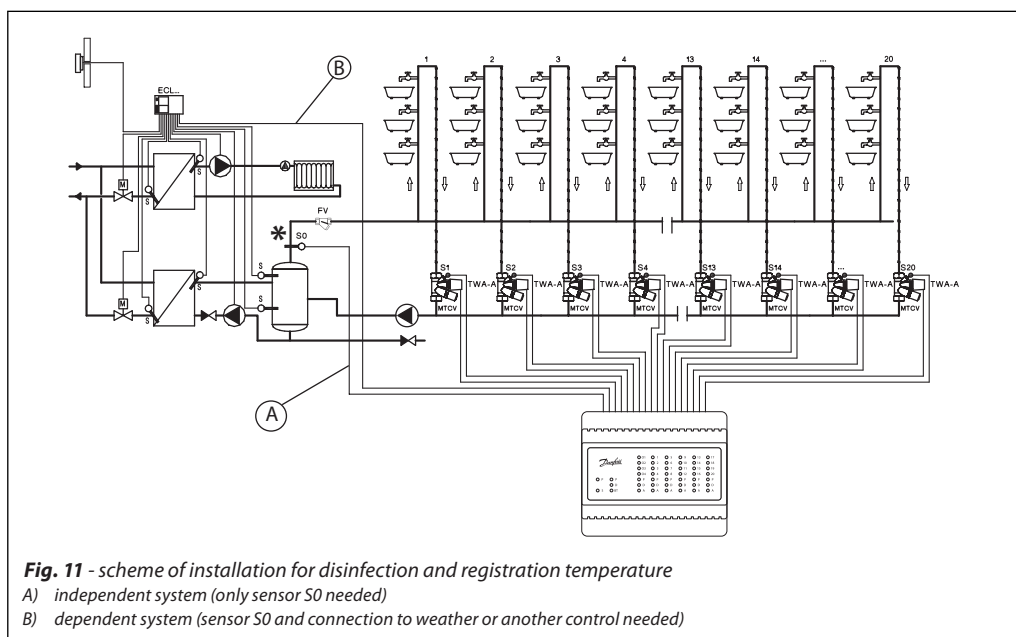 B
1 2 3 4 13 14 ... 20
ECL...
M
S
S
FV
S0
S
S
M
S
S1 S2 S3 S4 S13 S14 ... S20
TWA-A TWA-A TWA-A TWA-A TWA-A TWA-A TWA-A TWA-A
MTCV MTCV MTCV MTCV MTCV MTCV MTCV MTCV
A
Danfoss
Fig. 11 - scheme of installation for disinfection and registration temperature
A) independent system (only sensor S0 needed)
B) dependent system (sensor S0 and connection to weather or another control needed)